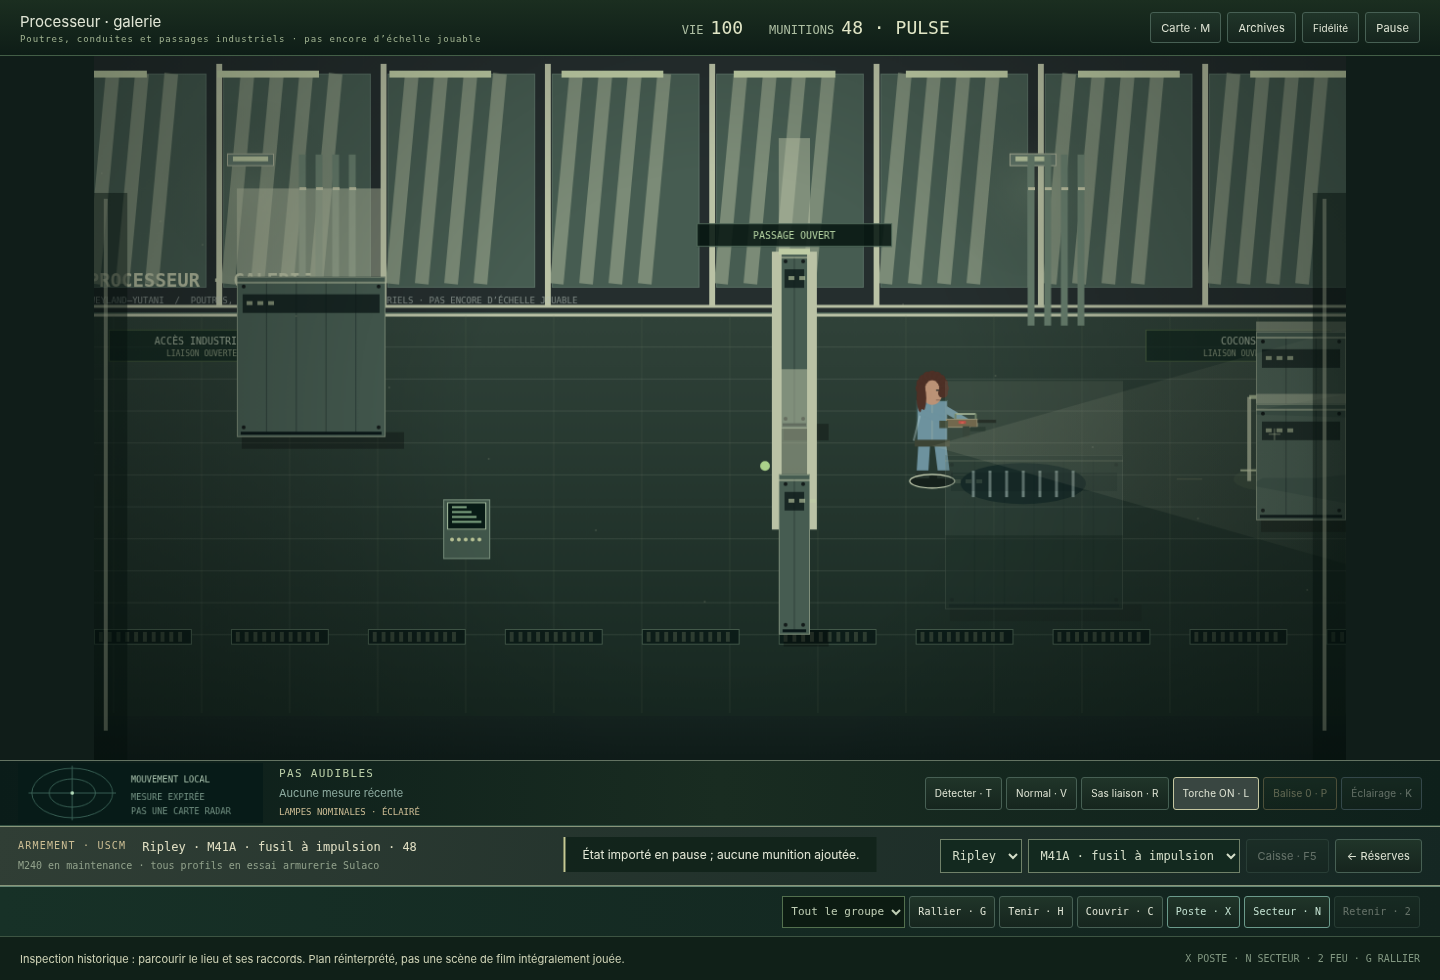 Processeur · galerie
Poutres, conduites et passages industriels · pas encore d'échelle jouable
VIE 100 MUNITIONS 48 · PULSE
Carte · M
Archives
Fidélité
Pause
PASSAGE OUVERT
PROCESSEUR ·
/ POUTRES, RIELS · PAS ENCORE D'ÉCHELLE JOUABLE
ACCÈS INDUSTRI
LIAISON OUVERTE
COCONS
LIAISON OUV
MOUVEMENT LOCAL
MESURE EXPIRÉE
PAS UNE CARTE RADAR
PAS AUDIBLES
Aucune mesure récente
LAMPES NOMINALES · ÉCLAIRÉ
Détecter · T
Normal · V
Sas liaison · R
Torche ON · L
Balise 0 · P
Éclairage · K
ARMEMENT · USCM Ripley · M41A · fusil à impulsion · 48
M240 en maintenance · tous profils en essai armurerie Sulaco
État importé en pause ; aucune munition ajoutée.
Ripley
M41A · fusil à impulsion
Caisse · F5
← Réserves
Tout le groupe
Rallier · G
Tenir · H
Couvrir · C
Poste · X
Secteur · N
Retenir · 2
Inspection historique : parcourir le lieu et ses raccords. Plan réinterprété, pas une scène de film intégralement jouée.
X POSTE · N SECTEUR · 2 FEU · G RALLIER